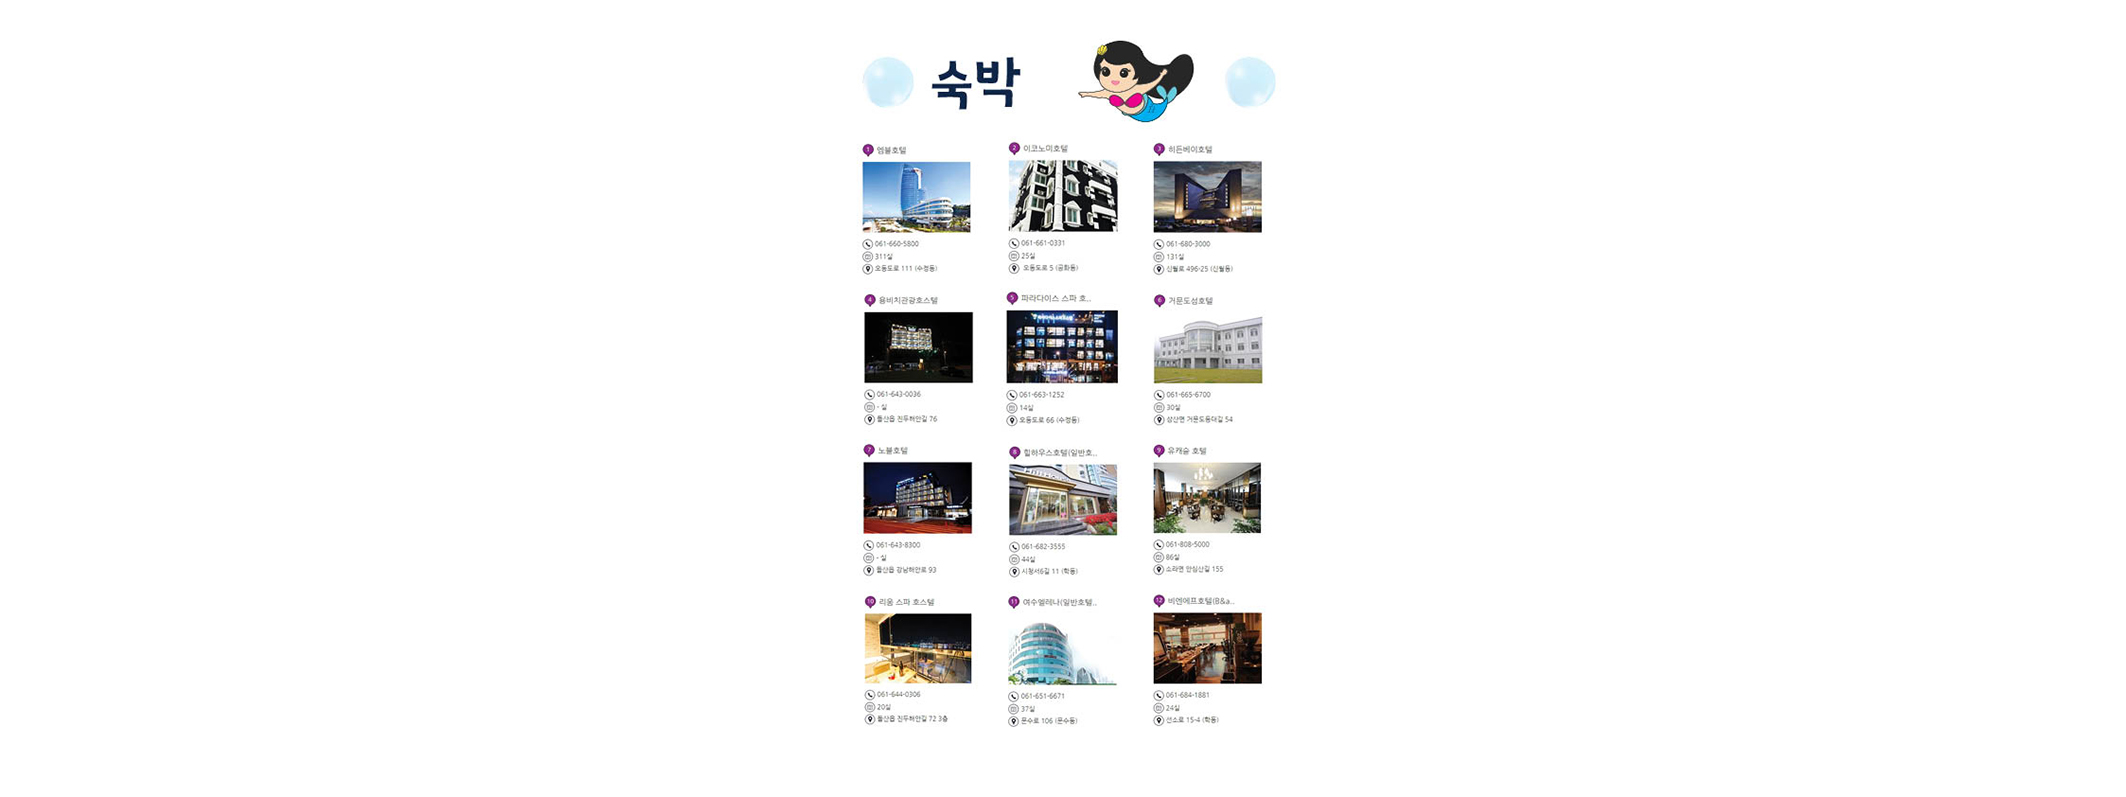 숙박
1 엠블호텔
061-660-5800
311실
오동도로 111 (수정동)
2 이코노미호텔
061-661-0331
25실
오동도로 5 (공화동)
3 히든베이호텔
061-680-3000
131실
신월로 496-25 (신월동)
4 용비치관광호스텔
061-643-0036
- 실
돌산읍 진두해안길 76
5 파라다이스 스파 호..
061-663-1252
14실
오동도로 66 (수정동)
6 거문도섬호텔
061-665-6700
30실
삼산면 거문도등대길 54
7 노블호텔
061-643-8300
- 실
돌산읍 강남해안로 93
8 힐하우스호텔(일반호..
061-682-3555
44실
시청서6길 11 (학동)
9 유캐슬 호텔
061-808-5000
86실
소라면 안심산길 155
10 리움 스파 호스텔
061-644-0306
20실
돌산읍 진두해안길 72 3층
11 여수엘레나(일반호텔..
061-651-6671
37실
문수로 106 (문수동)
12 비엔에프호텔(B&a..
061-684-1881
24실
선소로 15-4 (학동)